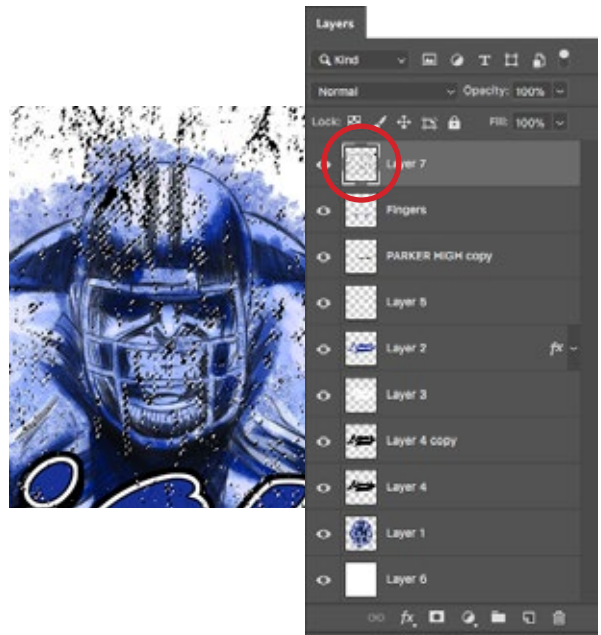 Layers
Kind
Normal Opacity: 100%
Lock: Fill: 100%
Layer 7
Fingers
PARKER HIGH copy
Layer 5
Layer 2 fx
Layer 3
Layer 4 copy
Layer 4
Layer 1
Layer 6
fx